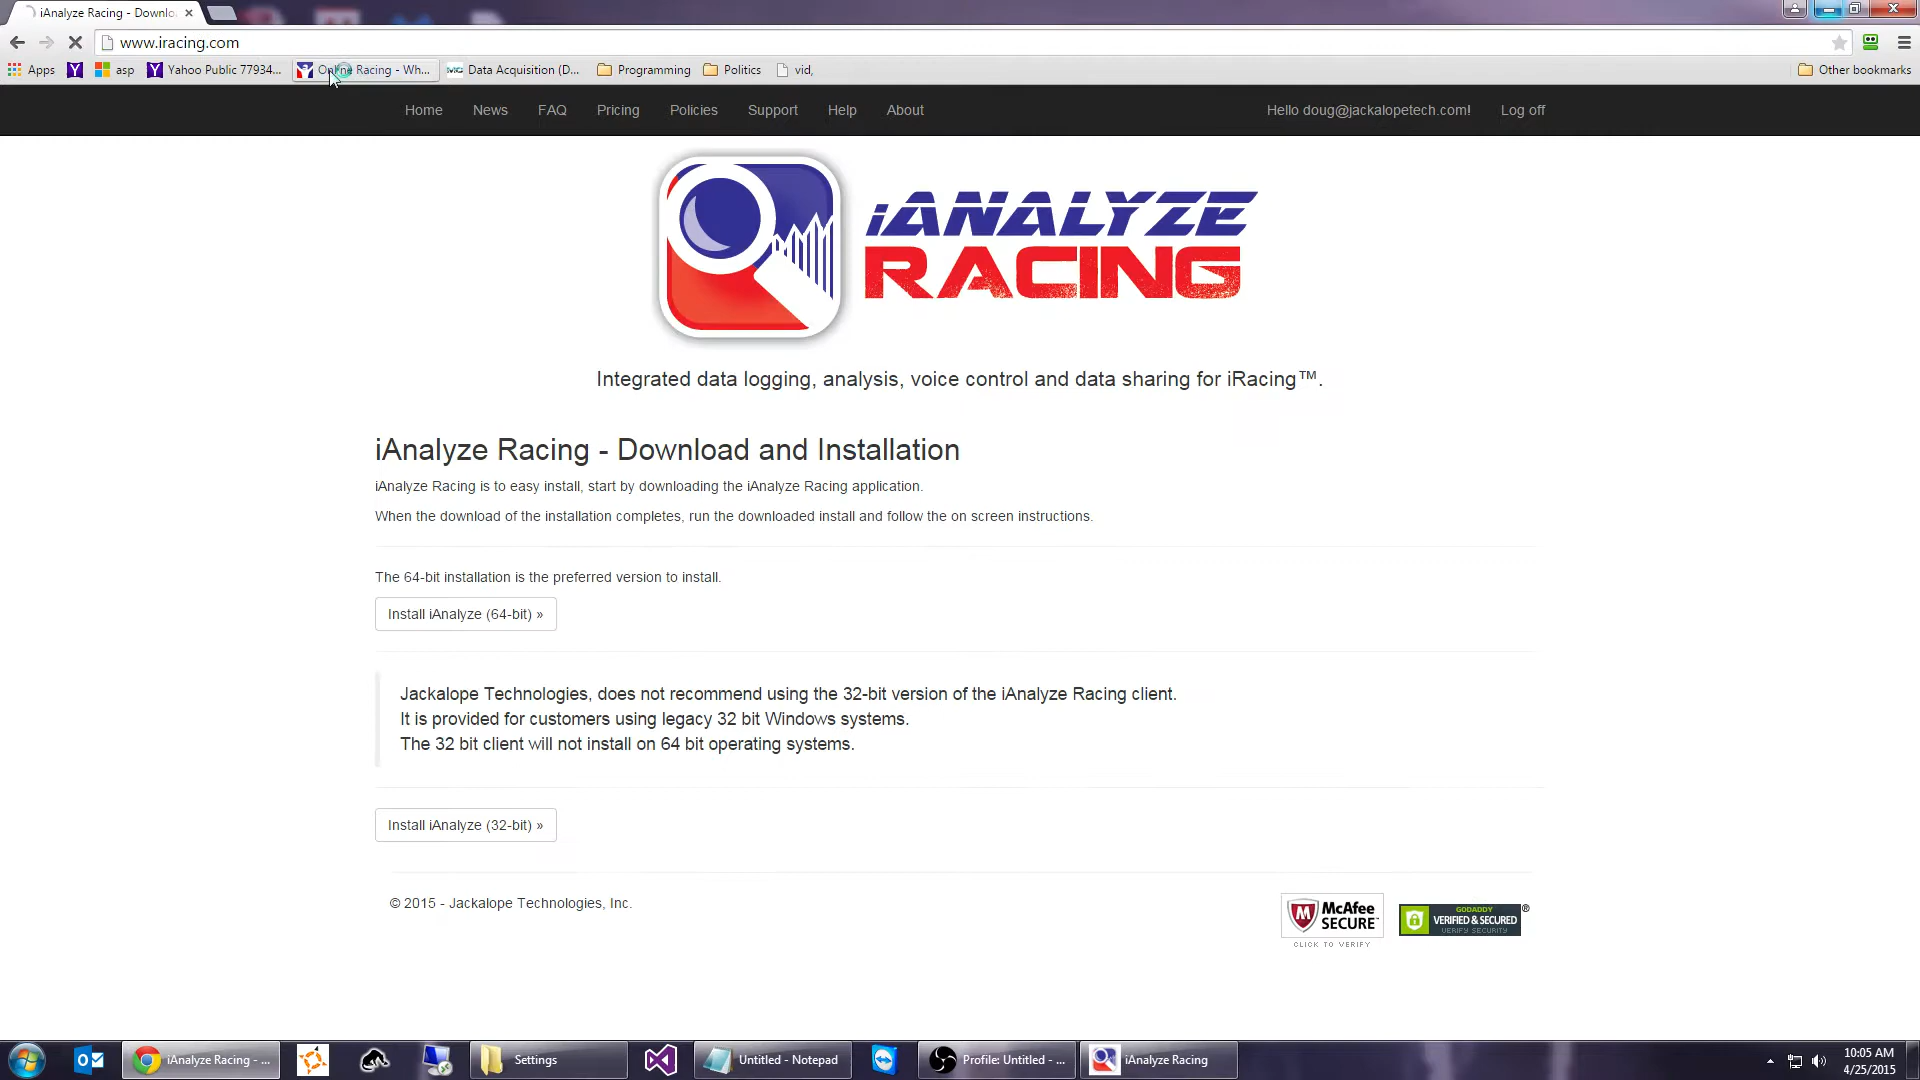 iAnalyze Racing - Downlo
www.iracing.com
Apps
asp
Yahoo Public 77934...
Online Racing - Wh...
Data Acquisition (D...
Programming
Politics
vid,
Other bookmarks
Home
News
FAQ
Pricing
Policies
Support
Help
About
Hello doug@jackalopetech.com!
Log off
iANALYZE
RACING
Integrated data logging, analysis, voice control and data sharing for iRacing™.
iAnalyze Racing - Download and Installation
iAnalyze Racing is to easy install, start by downloading the iAnalyze Racing application.
When the download of the installation completes, run the downloaded install and follow the on screen instructions.
The 64-bit installation is the preferred version to install.
Install iAnalyze (64-bit) »
Jackalope Technologies, does not recommend using the 32-bit version of the iAnalyze Racing client.
It is provided for customers using legacy 32 bit Windows systems.
The 32 bit client will not install on 64 bit operating systems.
Install iAnalyze (32-bit) »
© 2015 - Jackalope Technologies, Inc.
McAfee
SECURE™
CLICK TO VERIFY
GODADDY
VERIFIED & SECURED
VERIFY SECURITY
®
iAnalyze Racing - ...
Settings
Untitled - Notepad
Profile: Untitled - ...
iAnalyze Racing
10:05 AM
4/25/2015